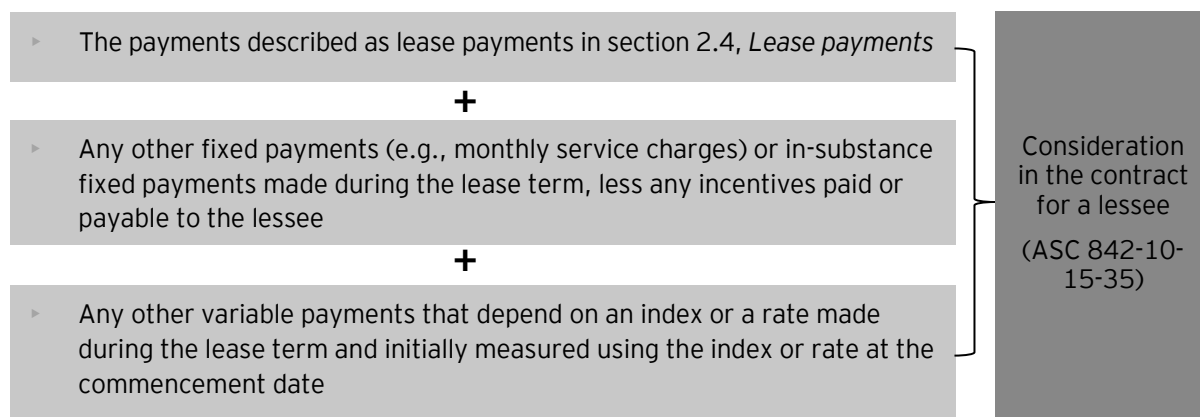 ▸ The payments described as lease payments in section 2.4, Lease payments
+
▸ Any other fixed payments (e.g., monthly service charges) or in-substance
fixed payments made during the lease term, less any incentives paid or
payable to the lessee
+
▸ Any other variable payments that depend on an index or a rate made
during the lease term and initially measured using the index or rate at the
commencement date
Consideration
in the contract
for a lessee
(ASC 842-10-
15-35)